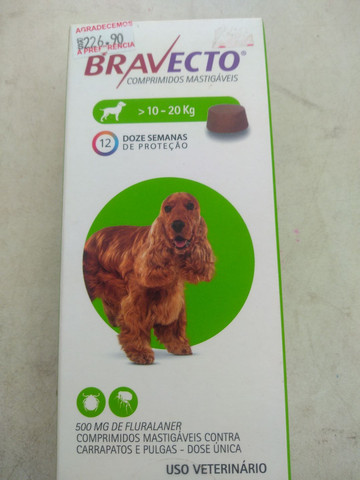 AGRADECEMOS
226.90
A PREFERÊNCIA
BRAVECTO®
COMPRIMIDOS MASTIGÁVEIS
> 10 – 20 Kg
12 DOZE SEMANAS
DE PROTEÇÃO
500 MG DE FLURALANER
COMPRIMIDOS MASTIGÁVEIS CONTRA
CARRAPATOS E PULGAS – DOSE ÚNICA
USO VETERINÁRIO